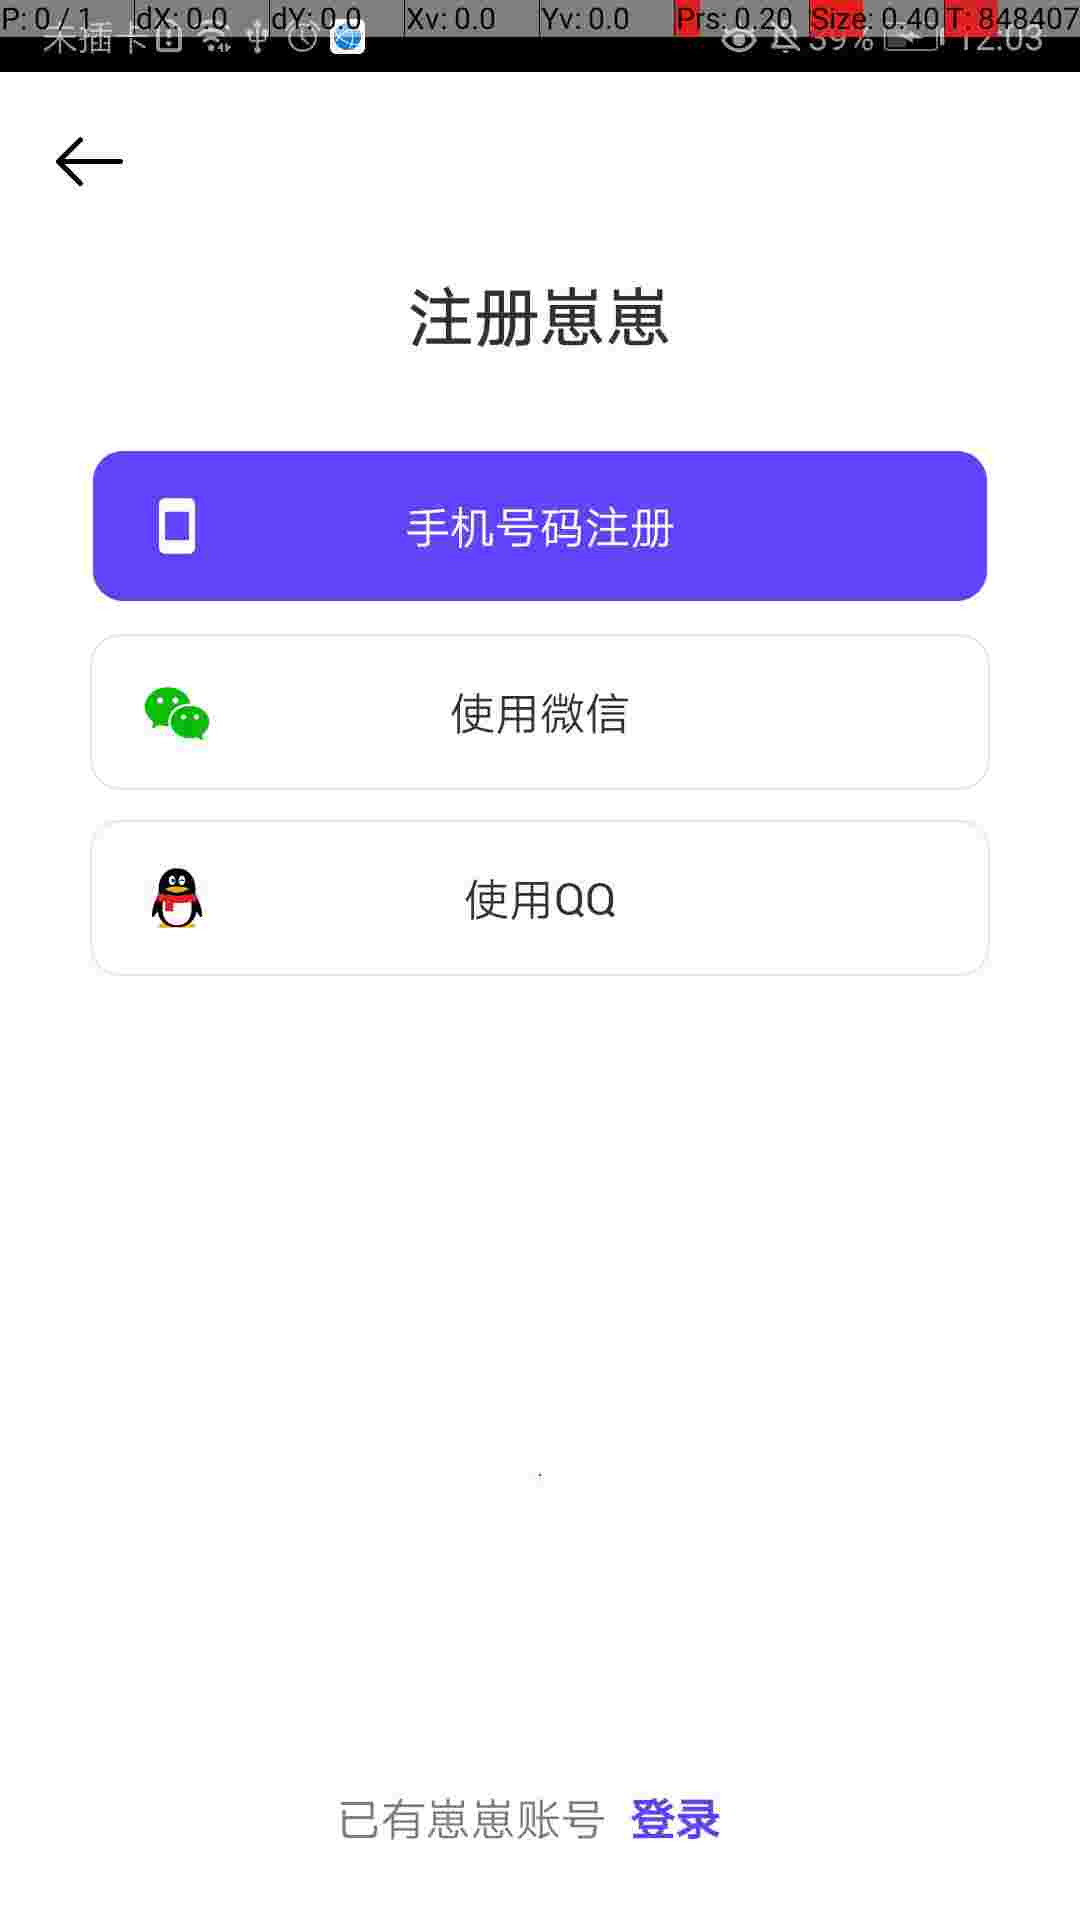 P: 0 / 1 dX: 0.0 dY: 0.0 Xv: 0.0 Yv: 0.0 Prs: 0.20 Size: 0.40 T: 848407
未插卡 39% 12:03
注册崽崽
手机号码注册
使用微信
使用QQ
已有崽崽账号 登录